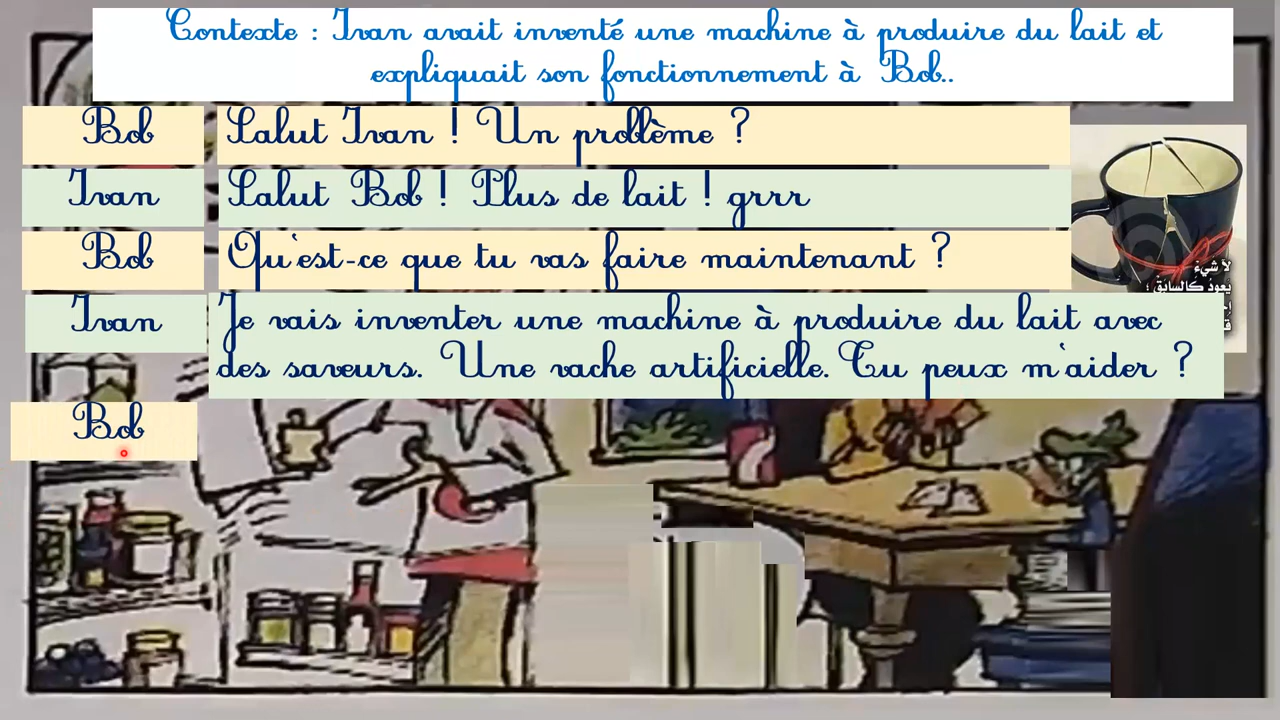 Contexte : Ivan avait inventé une machine à produire du lait et
expliquait son fonctionnement à Bob..
Bob Salut Ivan ! Un problème ?
Ivan Salut Bob ! Plus de lait ! grrr
Bob Qu'est-ce que tu vas faire maintenant ?
Ivan Je vais inventer une machine à produire du lait avec
des saveurs. Une vache artificielle. Tu peux m'aider ?
Bob
لا شيء
يعود كالسابق ؛